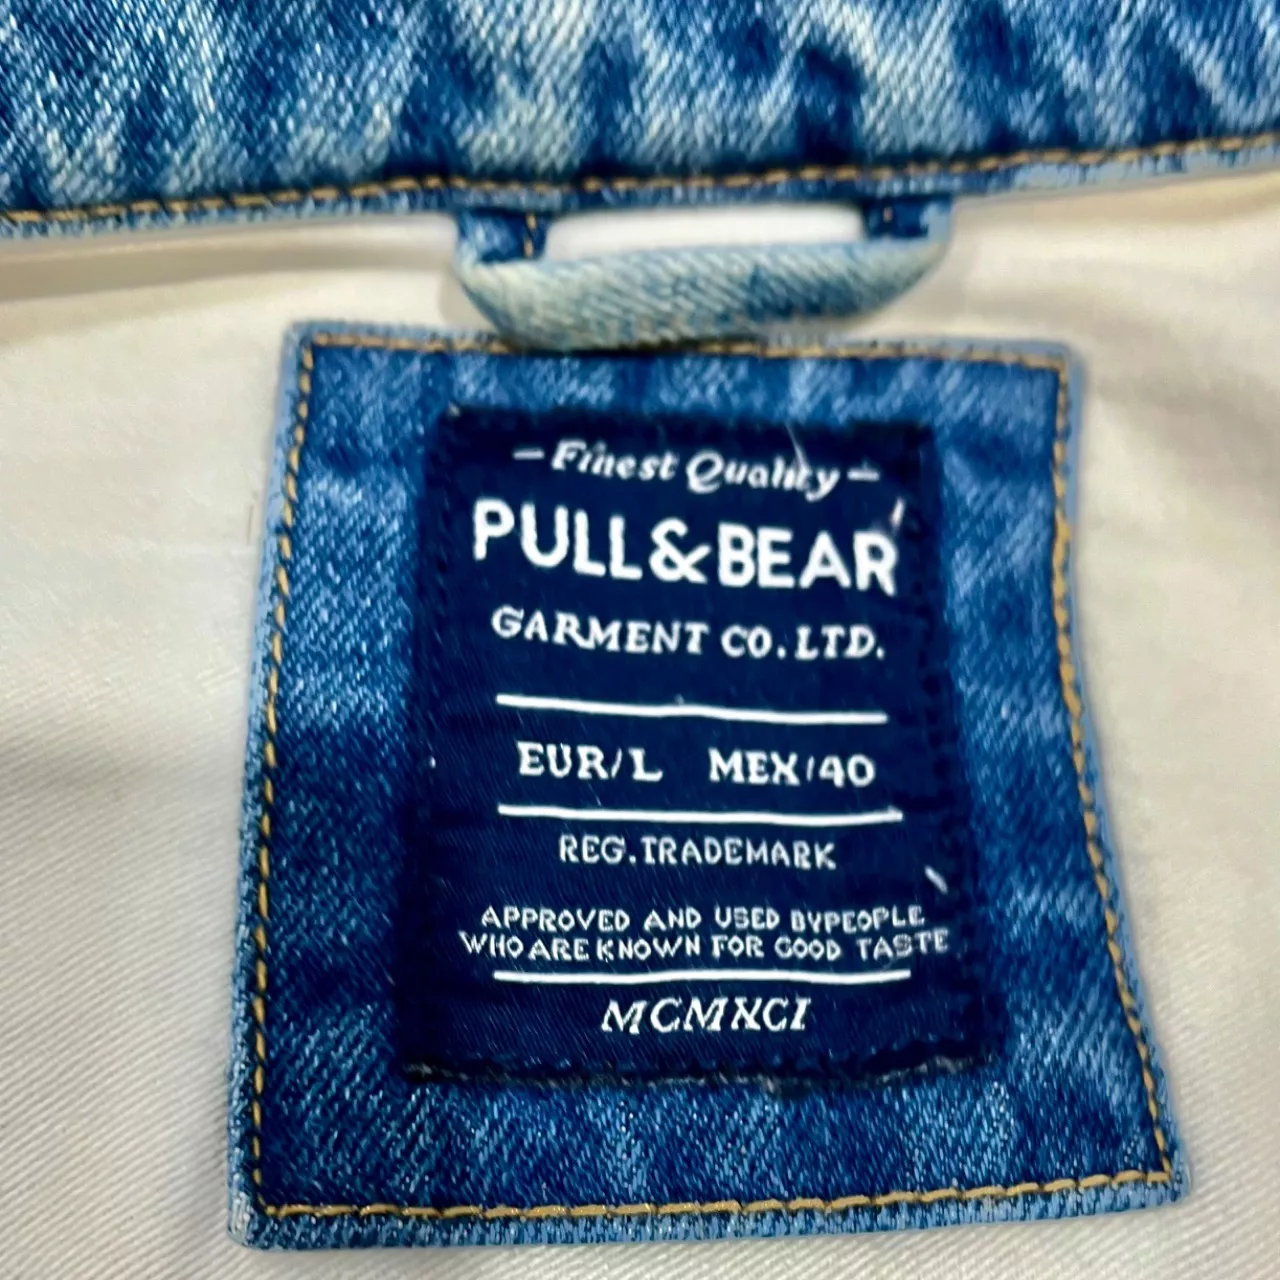 – Finest Quality –
PULL&BEAR
GARMENT CO. LTD.
EUR/L MEX/40
REG. TRADEMARK
APPROVED AND USED BYPEOPLE
WHO ARE KNOWN FOR GOOD TASTE
MCMXCI